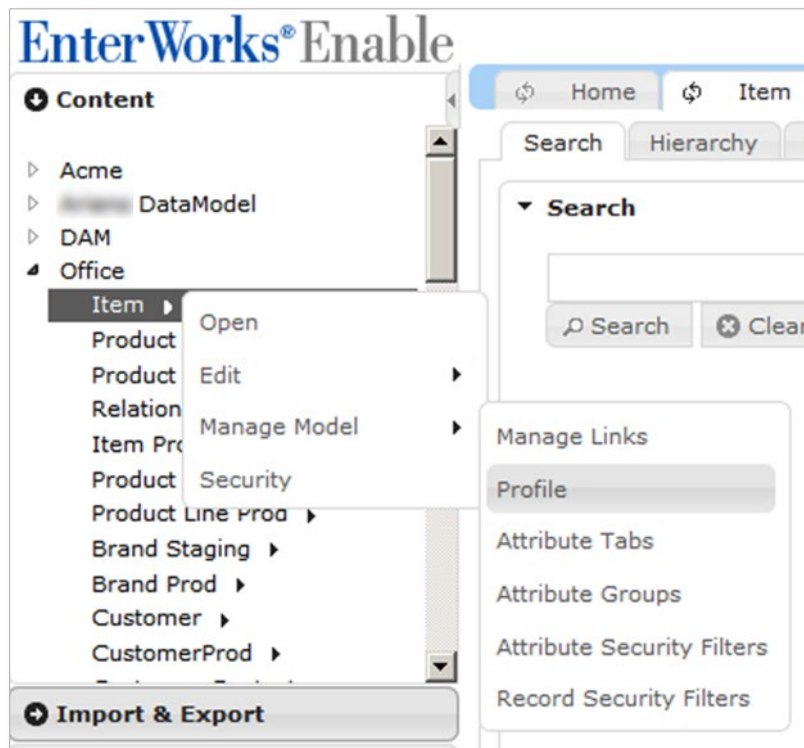 EnterWorks® Enable
Content
Acme
DataModel
DAM
Office
Item
Product
Product
Relation
Item Pro
Product
Product Line Prod
Brand Staging
Brand Prod
Customer
CustomerProd
Import & Export
Open
Edit
Manage Model
Security
Manage Links
Profile
Attribute Tabs
Attribute Groups
Attribute Security Filters
Record Security Filters
Home
Item
Search
Hierarchy
Search
Search
Clear